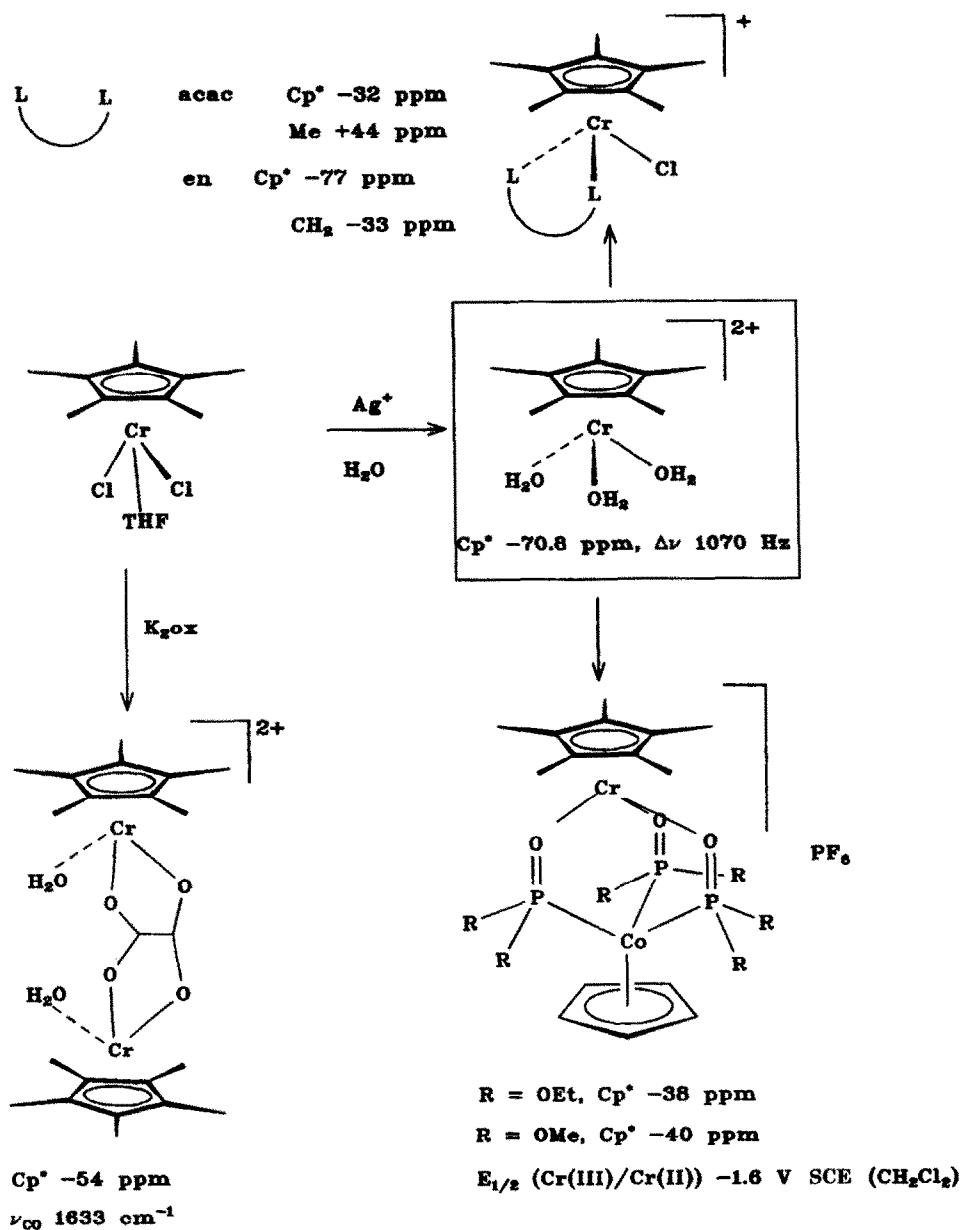 +
L L acac Cp* -32 ppm
Me +44 ppm
en Cp* -77 ppm
CH₂ -33 ppm
Cr
Cl
L
L
2+
Cr
Cl Cl
THF
Ag⁺
H₂O
Cr
H₂O OH₂
OH₂
Cp* -70.8 ppm, Δν 1070 Hz
K₂ox
2+
Cr
H₂O
O O
O O
H₂O
Cr
Cp* -54 ppm
νCO 1633 cm⁻¹
Cr
O O O
PF₆
P P P
R R R R
R R
Co
R = OEt, Cp* -38 ppm
R = OMe, Cp* -40 ppm
E₁/₂ (Cr(III)/Cr(II)) -1.6 V SCE (CH₂Cl₂)